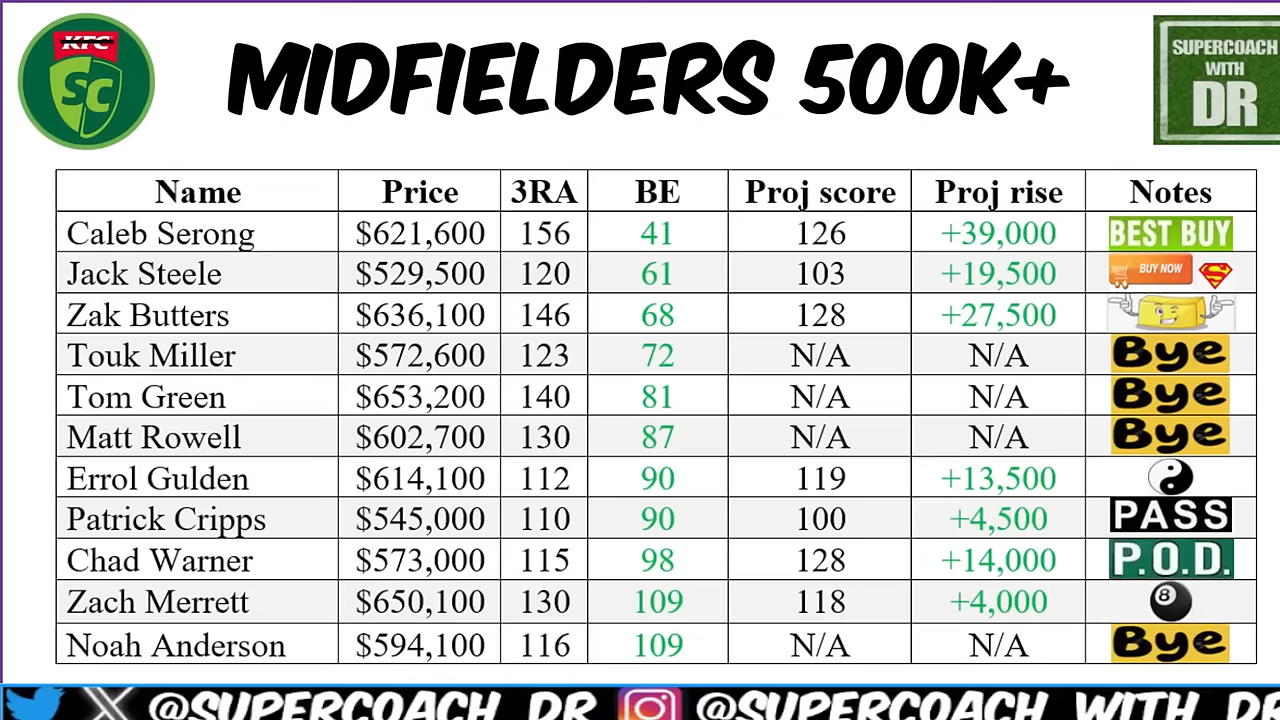 KFC
SC
MIDFIELDERS 500K+
SUPERCOACH
WITH
DR
Name Price 3RA BE Proj score Proj rise Notes
Caleb Serong $621,600 156 41 126 +39,000 BEST BUY
Jack Steele $529,500 120 61 103 +19,500 BUY NOW S
Zak Butters $636,100 146 68 128 +27,500
Touk Miller $572,600 123 72 N/A N/A Bye
Tom Green $653,200 140 81 N/A N/A Bye
Matt Rowell $602,700 130 87 N/A N/A Bye
Errol Gulden $614,100 112 90 119 +13,500
Patrick Cripps $545,000 110 90 100 +4,500 PASS
Chad Warner $573,000 115 98 128 +14,000 P.O.D.
Zach Merrett $650,100 130 109 118 +4,000 8
Noah Anderson $594,100 116 109 N/A N/A Bye
X @SUPERCOACH_DR @SUPERCOACH_WITH_DR